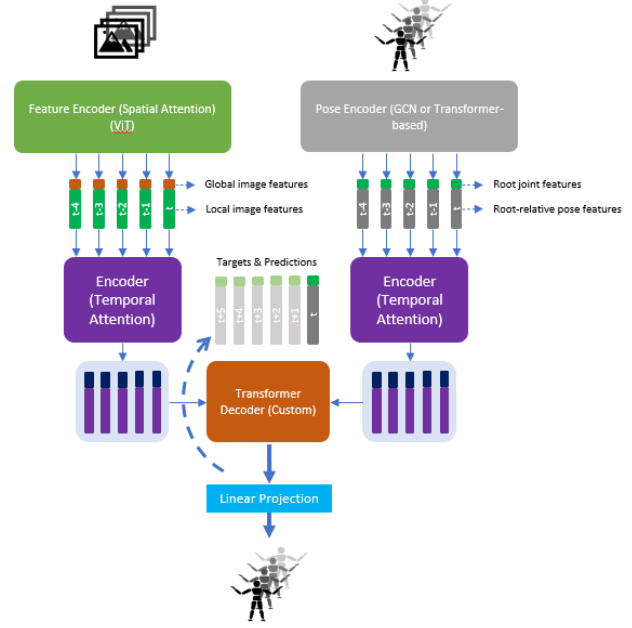 Feature Encoder (Spatial Attention)
(ViT)
Pose Encoder (GCN or Transformer-
based)
Global image features
Local image features
t-4
t-3
t-2
t-1
t
Root joint features
Root-relative pose features
t-4
t-3
t-2
t-1
t
Encoder
(Temporal
Attention)
Targets & Predictions
t+5
t+4
t+3
t+2
t+1
t
Encoder
(Temporal
Attention)
Transformer
Decoder (Custom)
Linear Projection